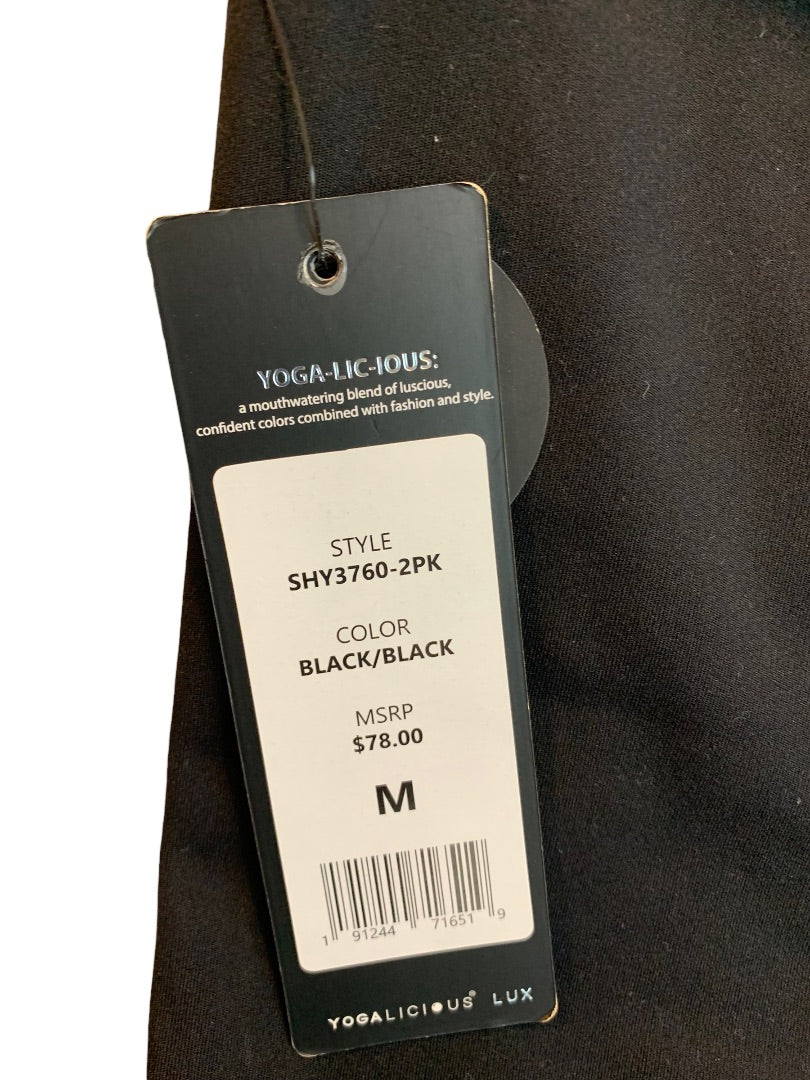 YOGA-LIC-IOUS:
a mouthwatering blend of luscious,
confident colors combined with fashion and style.
STYLE
SHY3760-2PK
COLOR
BLACK/BLACK
MSRP
$78.00
M
1 91244 71651 9
YOGALICIOUS® LUX